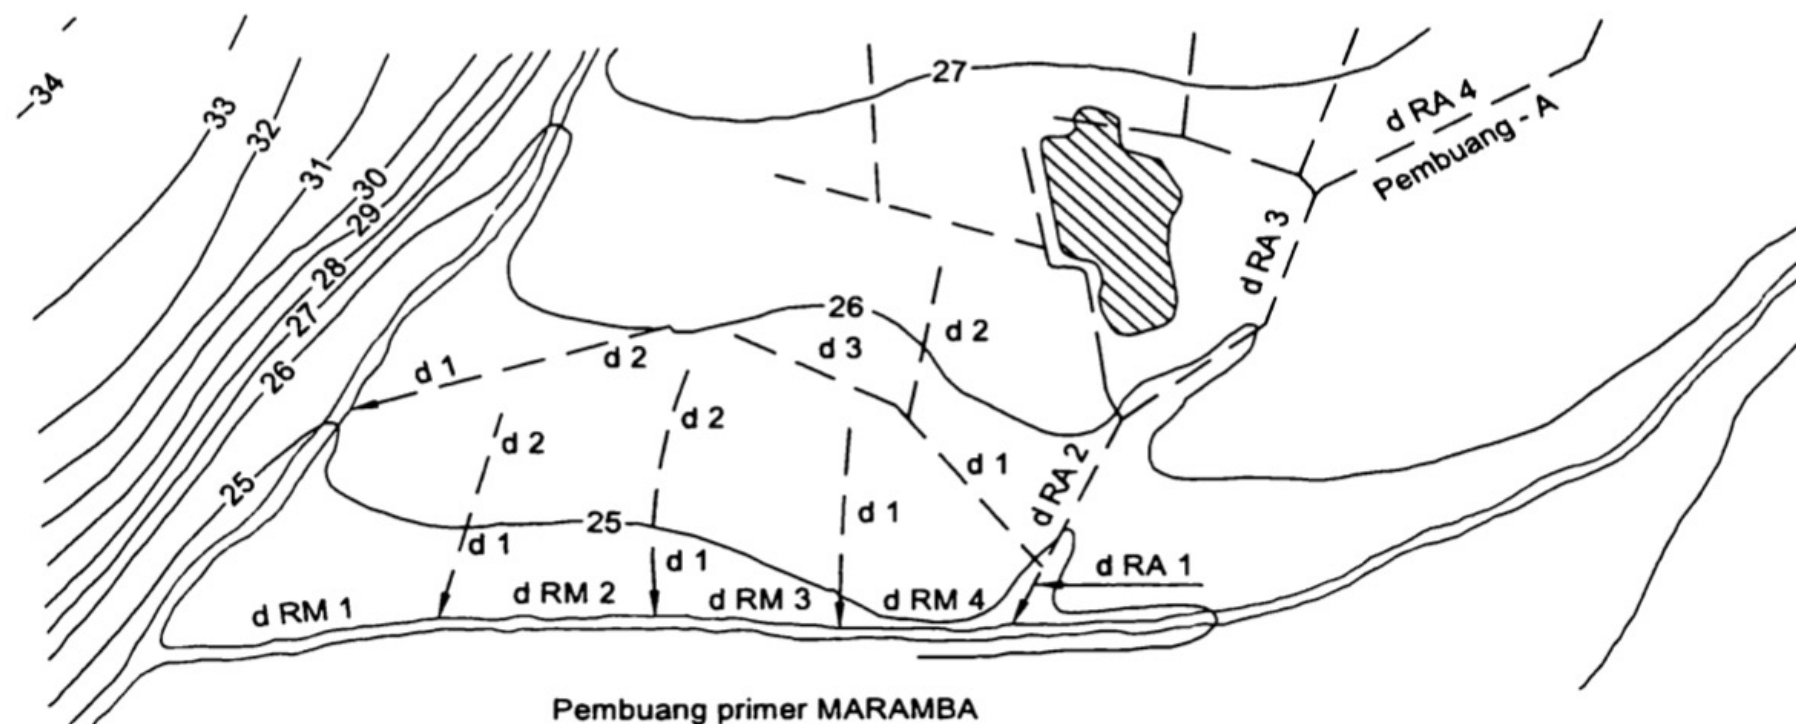 34
33
32
31
30
29
28
27
26
25
27
d RA 4
Pembuang - A
d RA 3
26
d 2
d 3
d 1
d 2
d 2
d 2
d 1
d RA 2
25
d 1
d 1
d 1
d RA 1
d RM 1
d RM 2
d RM 3
d RM 4
Pembuang primer MARAMBA